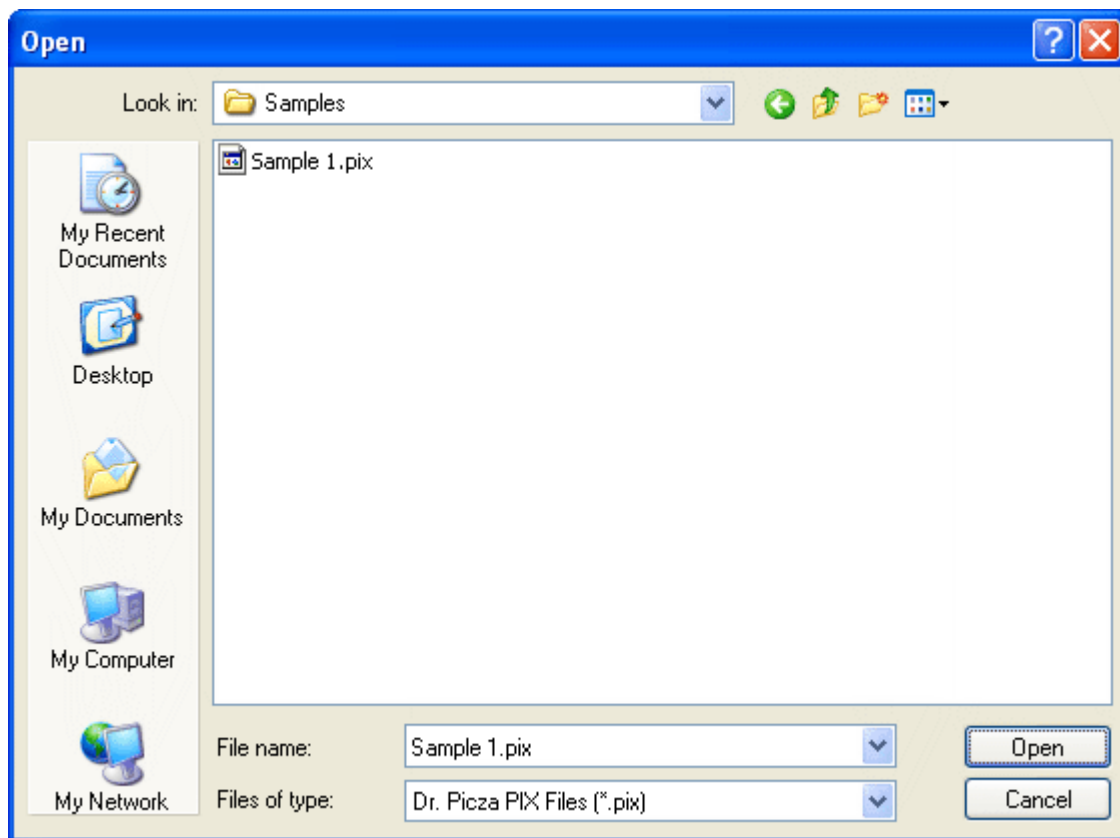 Open
Look in: Samples
Sample 1.pix
My Recent
Documents
Desktop
My Documents
My Computer
My Network
File name: Sample 1.pix Open
Files of type: Dr. Picza PIX Files (*.pix) Cancel